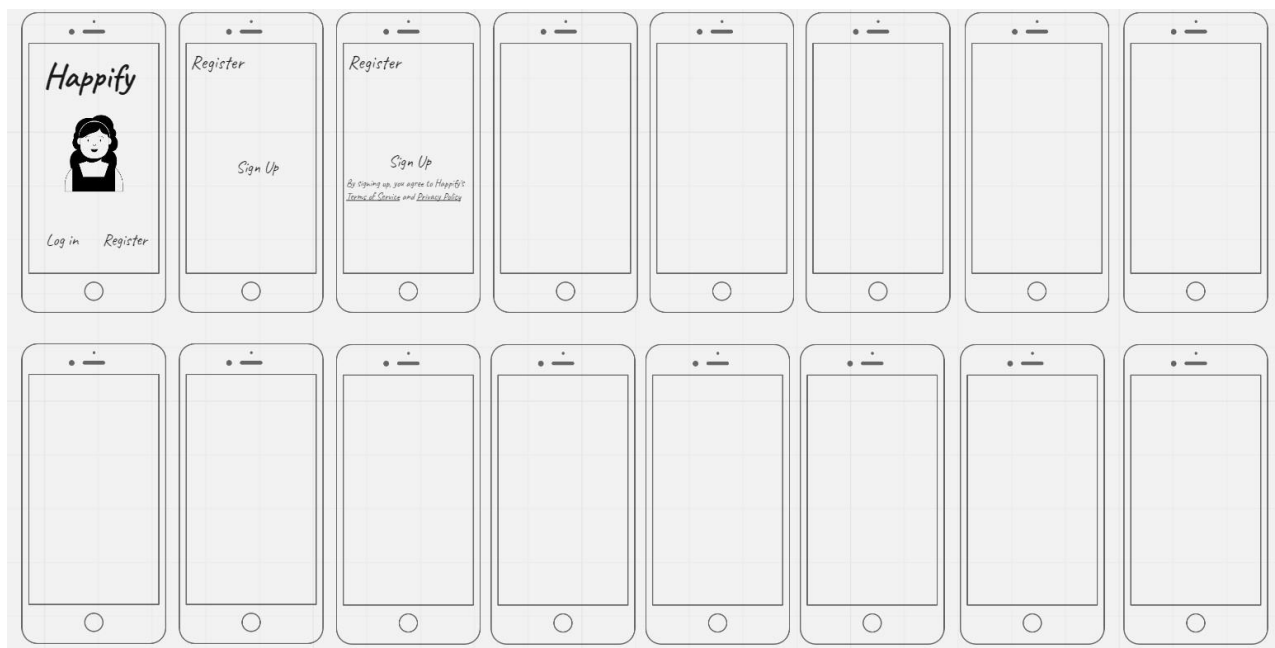 Happify
Log in Register
Register
Sign Up
Register
Sign Up
By signing up, you agree to Happify's
Terms of Service and Privacy Policy